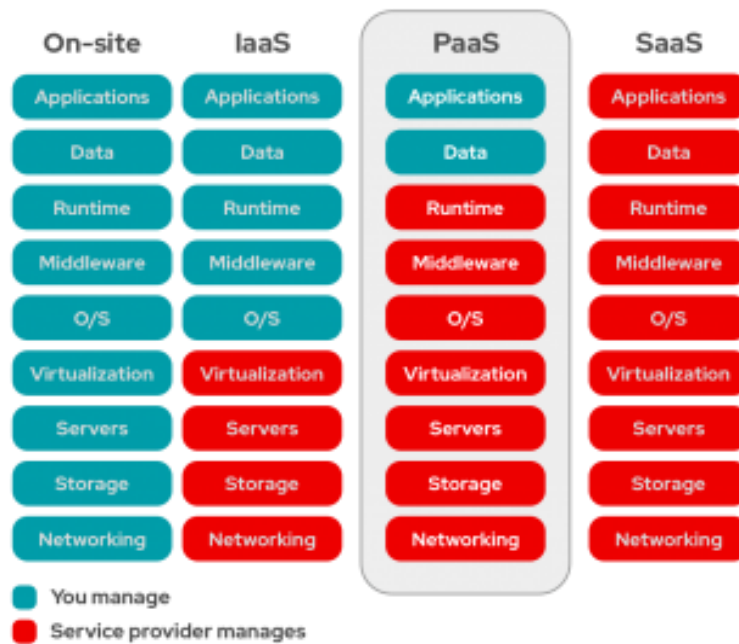 On-site IaaS PaaS SaaS
Applications Applications Applications Applications
Data Data Data Data
Runtime Runtime Runtime Runtime
Middleware Middleware Middleware Middleware
O/S O/S O/S O/S
Virtualization Virtualization Virtualization Virtualization
Servers Servers Servers Servers
Storage Storage Storage Storage
Networking Networking Networking Networking
You manage
Service provider manages